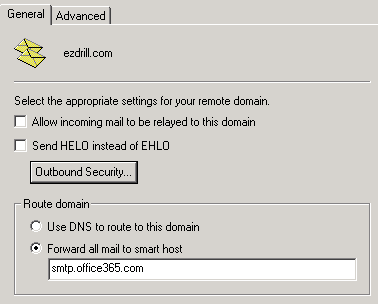 General
Advanced
ezdrill.com
Select the appropriate settings for your remote domain.
Allow incoming mail to be relayed to this domain
Send HELO instead of EHLO
Outbound Security...
Route domain
Use DNS to route to this domain
Forward all mail to smart host
smtp.office365.com